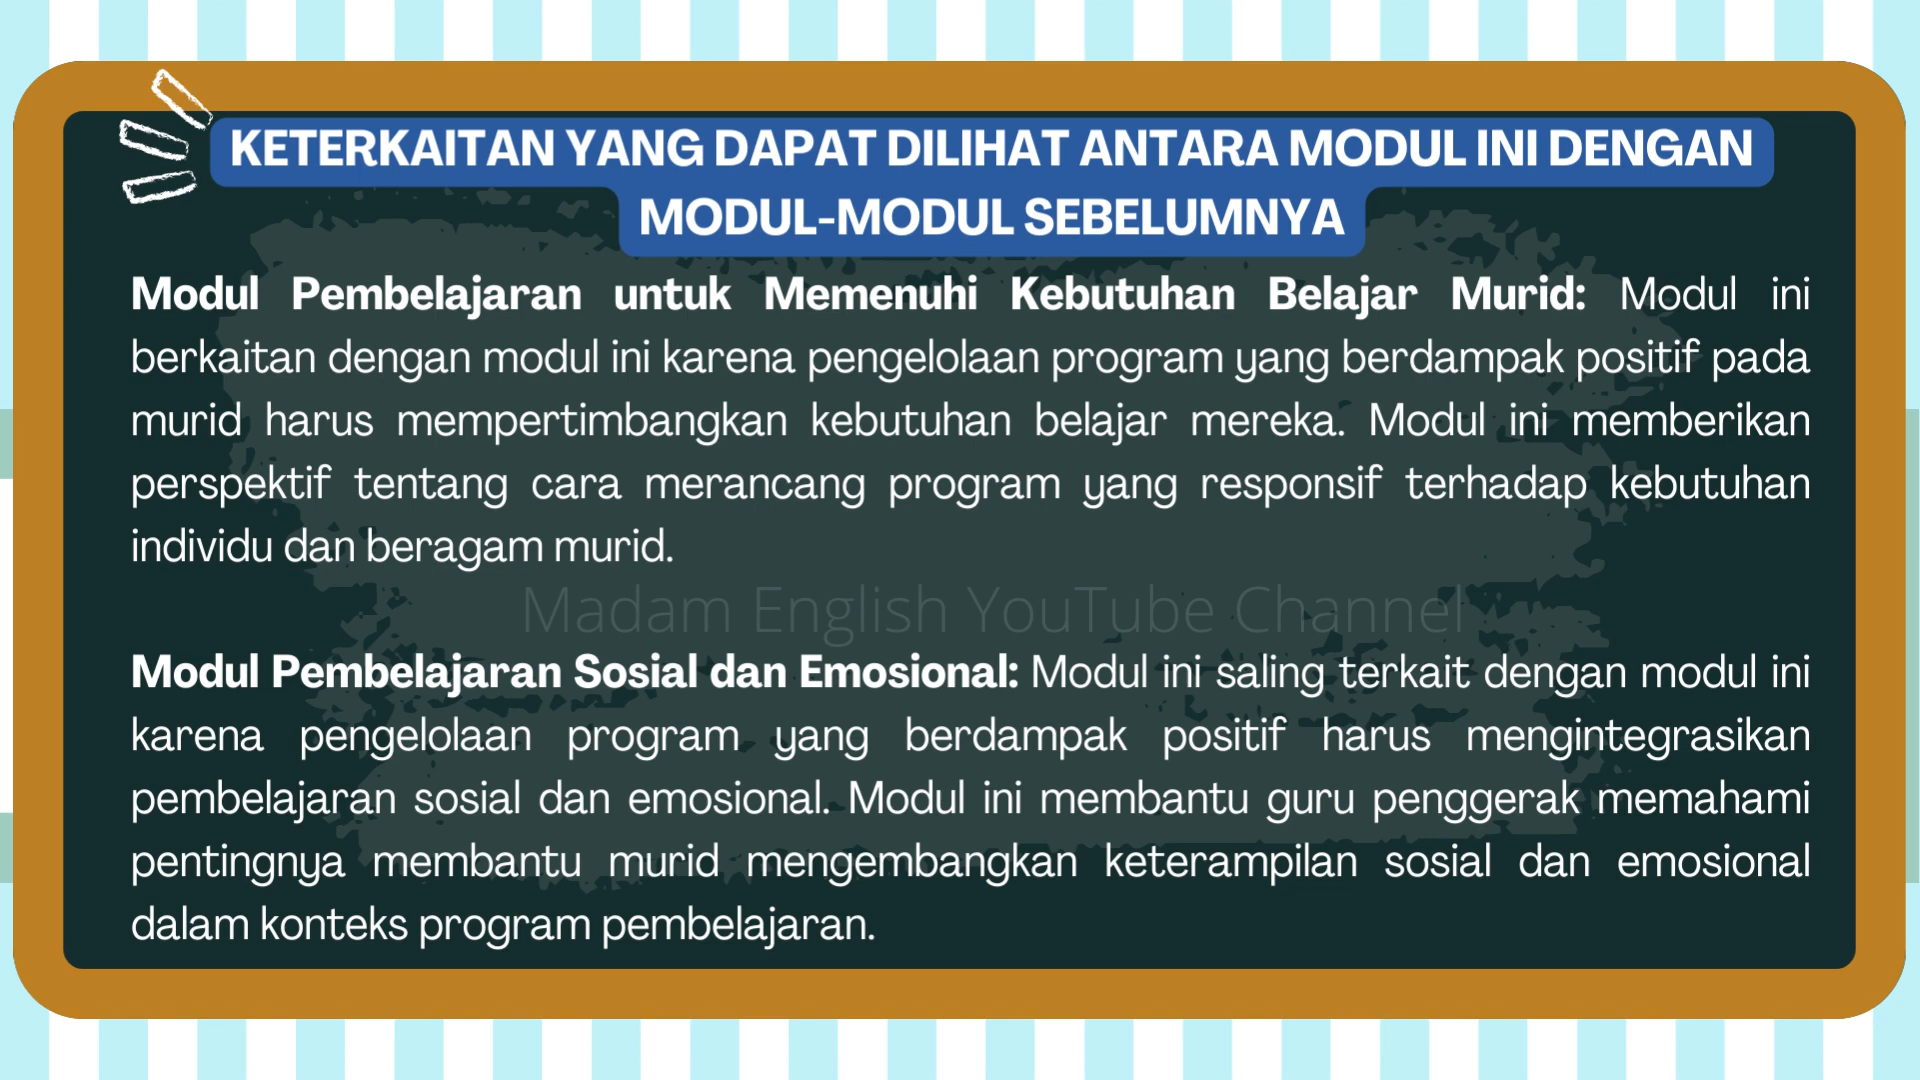 KETERKAITAN YANG DAPAT DILIHAT ANTARA MODUL INI DENGAN
MODUL-MODUL SEBELUMNYA
Modul Pembelajaran untuk Memenuhi Kebutuhan Belajar Murid: Modul ini
berkaitan dengan modul ini karena pengelolaan program yang berdampak positif pada
murid harus mempertimbangkan kebutuhan belajar mereka. Modul ini memberikan
perspektif tentang cara merancang program yang responsif terhadap kebutuhan
individu dan beragam murid.
Madam English YouTube Channel
Modul Pembelajaran Sosial dan Emosional: Modul ini saling terkait dengan modul ini
karena pengelolaan program yang berdampak positif harus mengintegrasikan
pembelajaran sosial dan emosional. Modul ini membantu guru penggerak memahami
pentingnya membantu murid mengembangkan keterampilan sosial dan emosional
dalam konteks program pembelajaran.